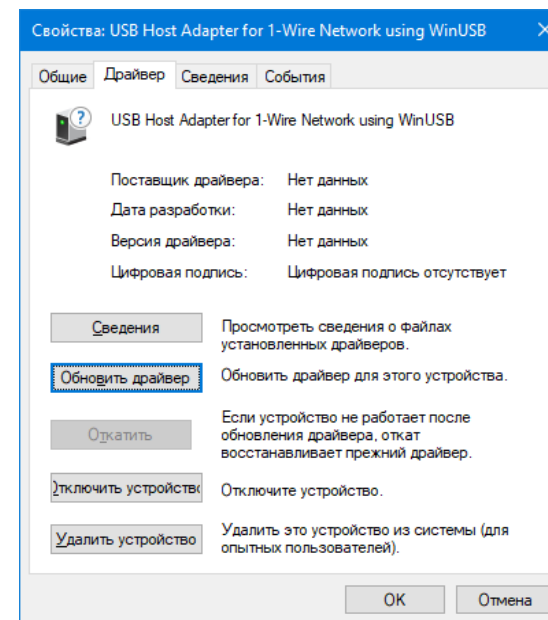 Свойства: USB Host Adapter for 1-Wire Network using WinUSB
Общие Драйвер Сведения События
USB Host Adapter for 1-Wire Network using WinUSB
Поставщик драйвера: Нет данных
Дата разработки: Нет данных
Версия драйвера: Нет данных
Цифровая подпись: Цифровая подпись отсутствует
Сведения
Просмотреть сведения о файлах
установленных драйверов.
Обновить драйвер
Обновить драйвер для этого устройства.
Откатить
Если устройство не работает после
обновления драйвера, откат
восстанавливает прежний драйвер.
Отключить устройство
Отключите устройство.
Удалить устройство
Удалить это устройство из системы (для
опытных пользователей).
OK Отмена